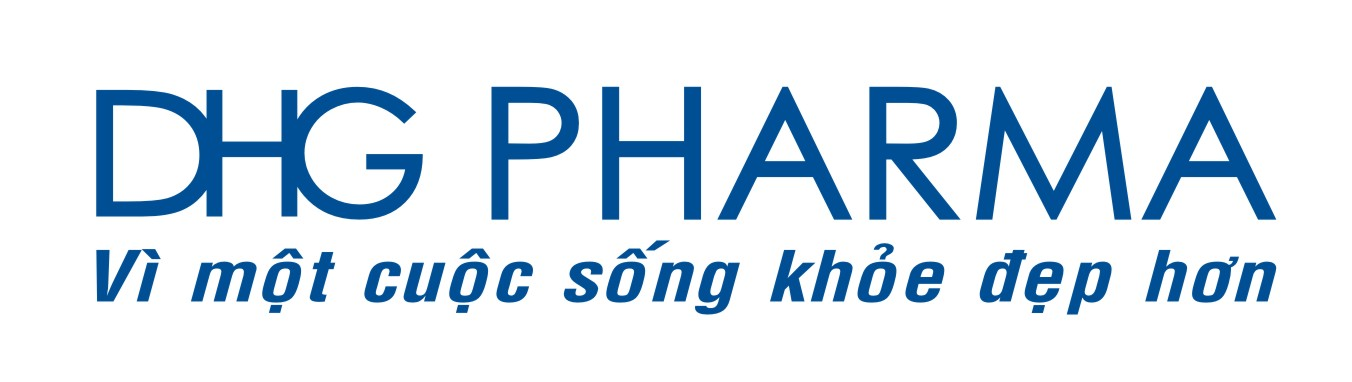 DHG PHARMA
Vì một cuộc sống khỏe đẹp hơn